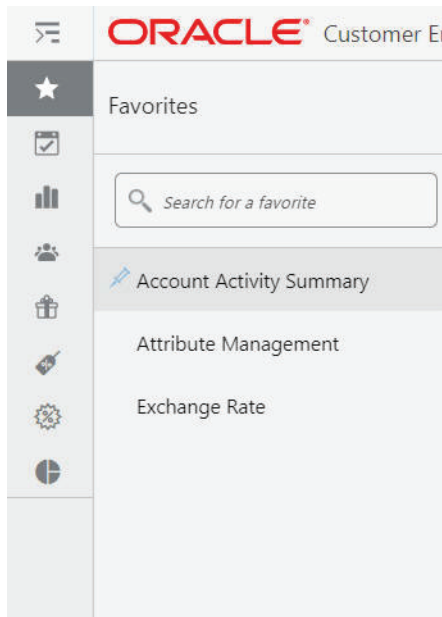 ORACLE® Customer
Favorites
Search for a favorite
Account Activity Summary
Attribute Management
Exchange Rate